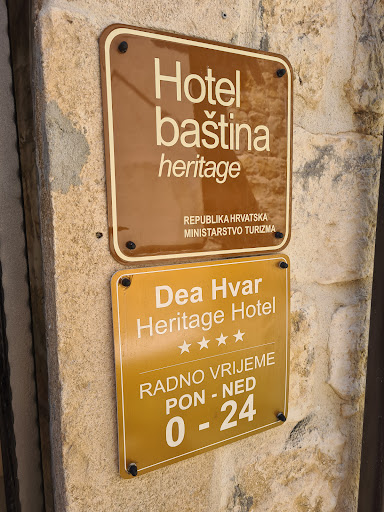 Hotel
baština
heritage
REPUBLIKA HRVATSKA
MINISTARSTVO TURIZMA
Dea Hvar
Heritage Hotel
★★★★
RADNO VRIJEME
PON - NED
0 - 24